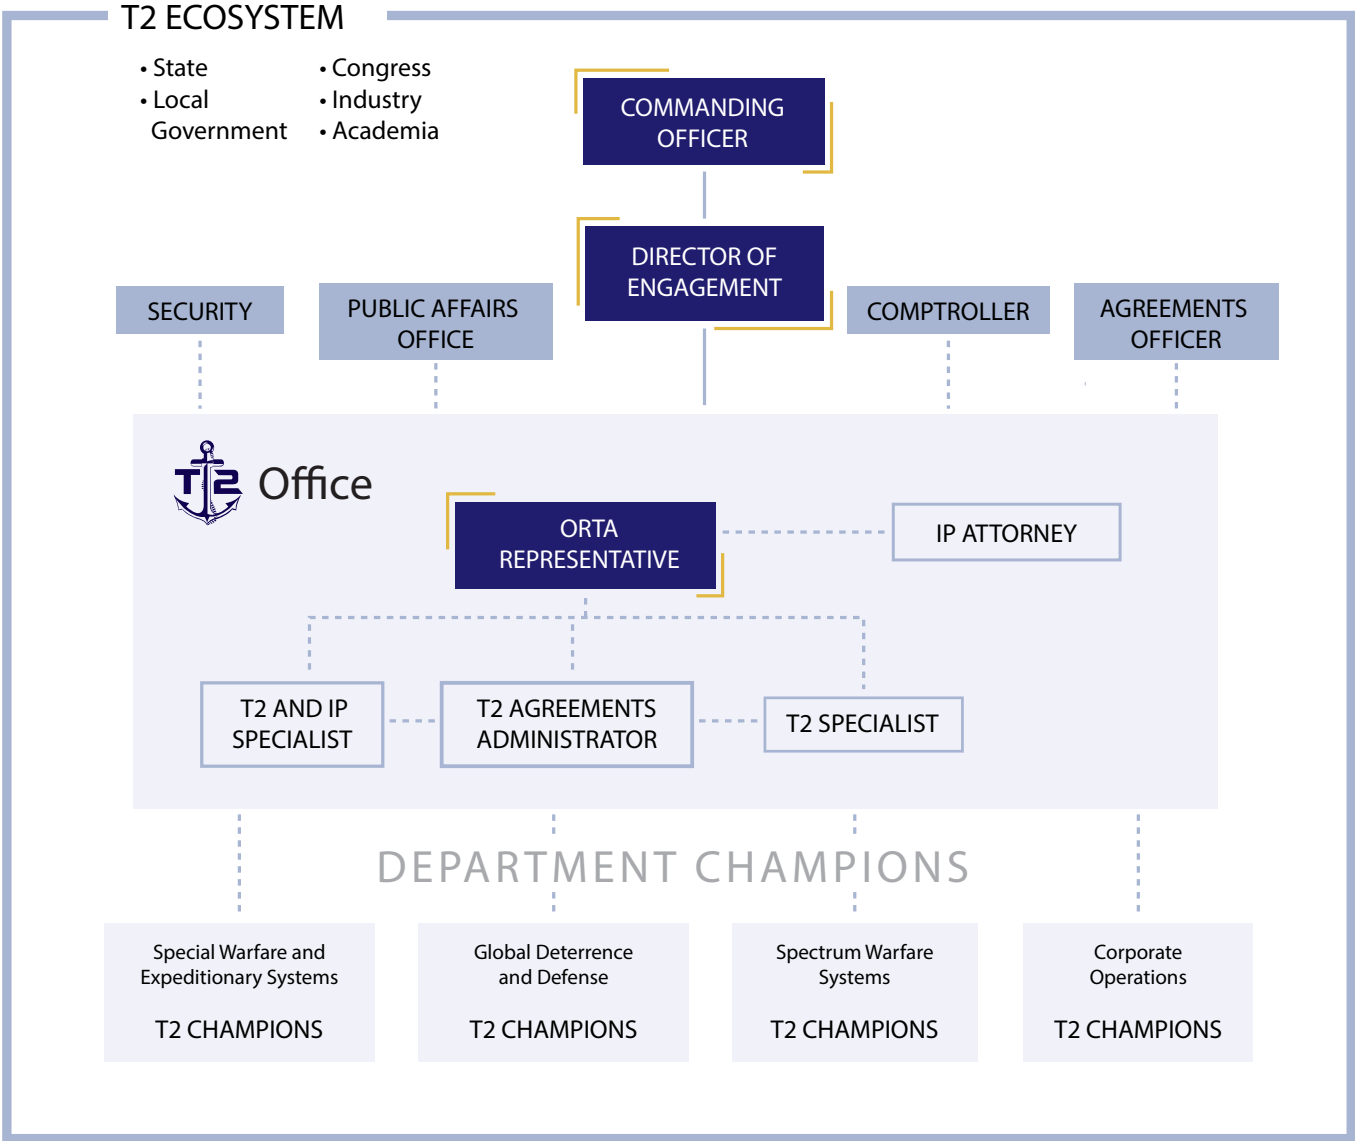 T2 ECOSYSTEM
• State
• Local
Government
• Congress
• Industry
• Academia
COMMANDING
OFFICER
DIRECTOR OF
ENGAGEMENT
SECURITY
PUBLIC AFFAIRS
OFFICE
COMPTROLLER
AGREEMENTS
OFFICER
T2 Office
ORTA
REPRESENTATIVE
IP ATTORNEY
T2 AND IP
SPECIALIST
T2 AGREEMENTS
ADMINISTRATOR
T2 SPECIALIST
DEPARTMENT CHAMPIONS
Special Warfare and
Expeditionary Systems
T2 CHAMPIONS
Global Deterrence
and Defense
T2 CHAMPIONS
Spectrum Warfare
Systems
T2 CHAMPIONS
Corporate
Operations
T2 CHAMPIONS